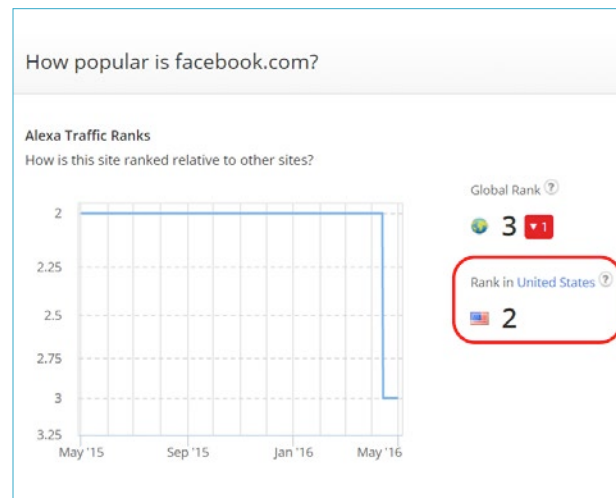 How popular is facebook.com?
Alexa Traffic Ranks
How is this site ranked relative to other sites?
2
2.25
2.5
2.75
3
3.25
May '15
Sep '15
Jan '16
May '16
Global Rank ?
3 ▼1
Rank in United States ?
2